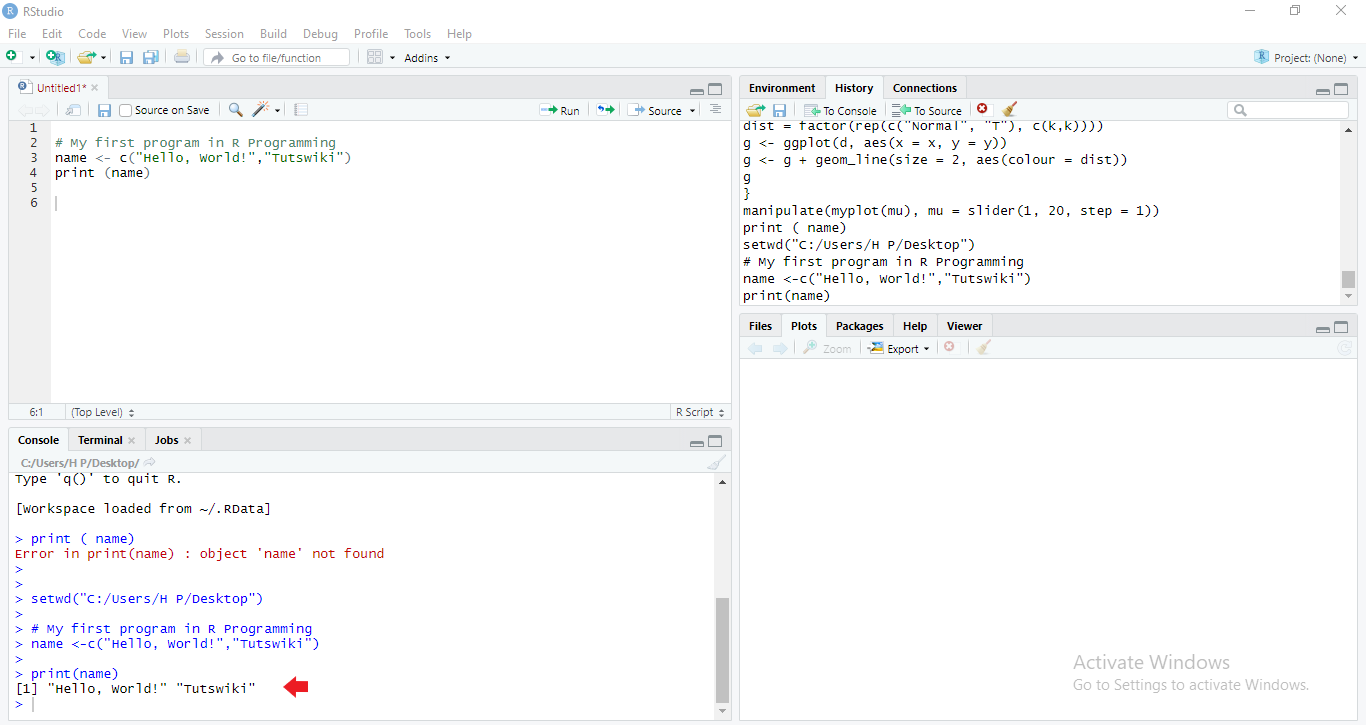 RStudio
File Edit Code View Plots Session Build Debug Profile Tools Help
Go to file/function Addins Project: (None)
Untitled1*
Source on Save Run Source
1
2 # My first program in R Programming
3 name <- c("Hello, World!","Tutswiki")
4 print (name)
5
6
6:1 (Top Level) R Script
Console Terminal Jobs
C:/Users/H P/Desktop/
Type 'q()' to quit R.
[Workspace loaded from ~/.RData]
> print ( name)
Error in print(name) : object 'name' not found
>
>
> setwd("C:/Users/H P/Desktop")
>
> # My first program in R Programming
> name <-c("Hello, World!","Tutswiki")
>
> print(name)
[1] "Hello, World!" "Tutswiki"
>
Environment History Connections
To Console To Source
dist = factor(rep(c("Normal", "T"), c(k,k))))
g <- ggplot(d, aes(x = x, y = y))
g <- g + geom_line(size = 2, aes(colour = dist))
g
}
manipulate(myplot(mu), mu = slider(1, 20, step = 1))
print ( name)
setwd("C:/Users/H P/Desktop")
# My first program in R Programming
name <-c("Hello, World!","Tutswiki")
print(name)
Files Plots Packages Help Viewer
Zoom Export
Activate Windows
Go to Settings to activate Windows.